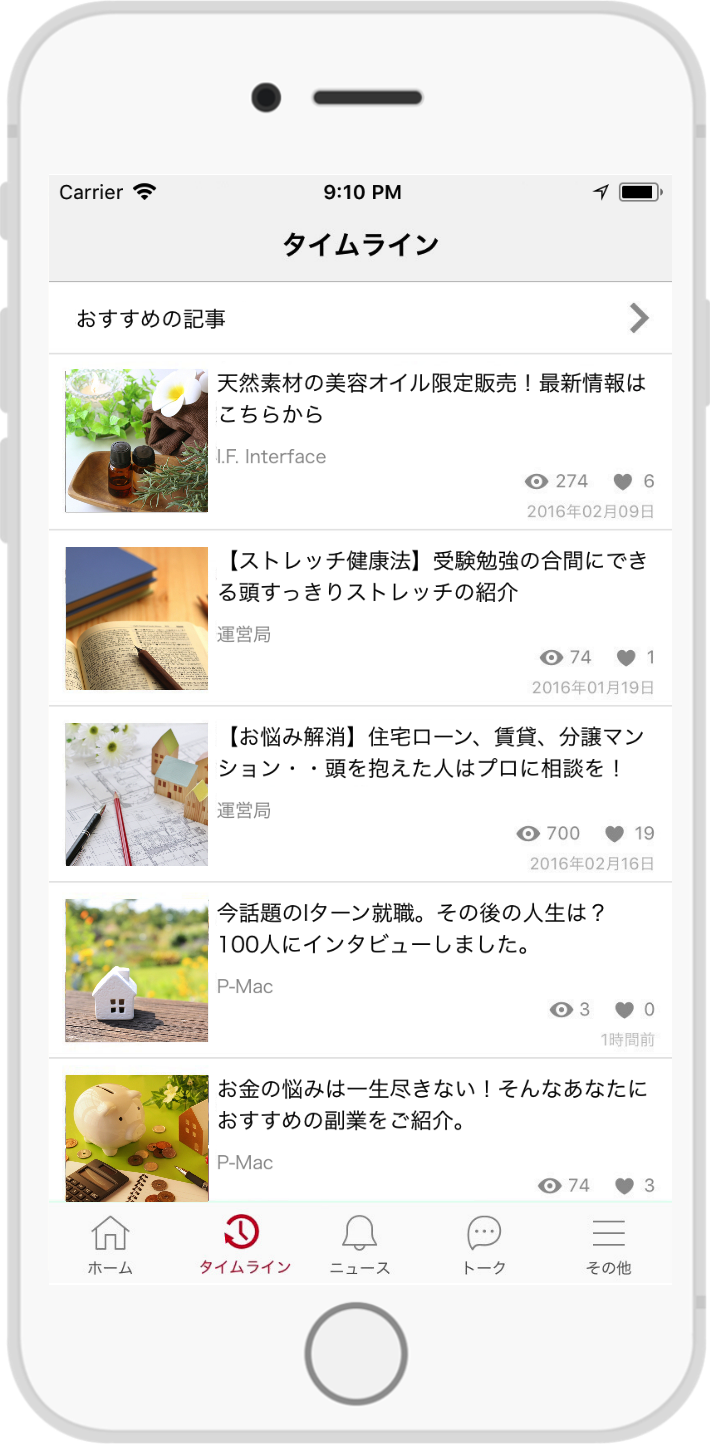 Carrier 9:10 PM
タイムライン
おすすめの記事
天然素材の美容オイル限定販売！最新情報は
こちらから
I.F. Interface
274 6
2016年02月09日
【ストレッチ健康法】受験勉強の合間にでき
る頭すっきりストレッチの紹介
運営局
74 1
2016年01月19日
【お悩み解消】住宅ローン、賃貸、分譲マン
ション・・頭を抱えた人はプロに相談を！
運営局
700 19
2016年02月16日
今話題のIターン就職。その後の人生は？
100人にインタビューしました。
P-Mac
3 0
1時間前
お金の悩みは一生尽きない！そんなあなたに
おすすめの副業をご紹介。
P-Mac
74 3
ホーム タイムライン ニュース トーク その他